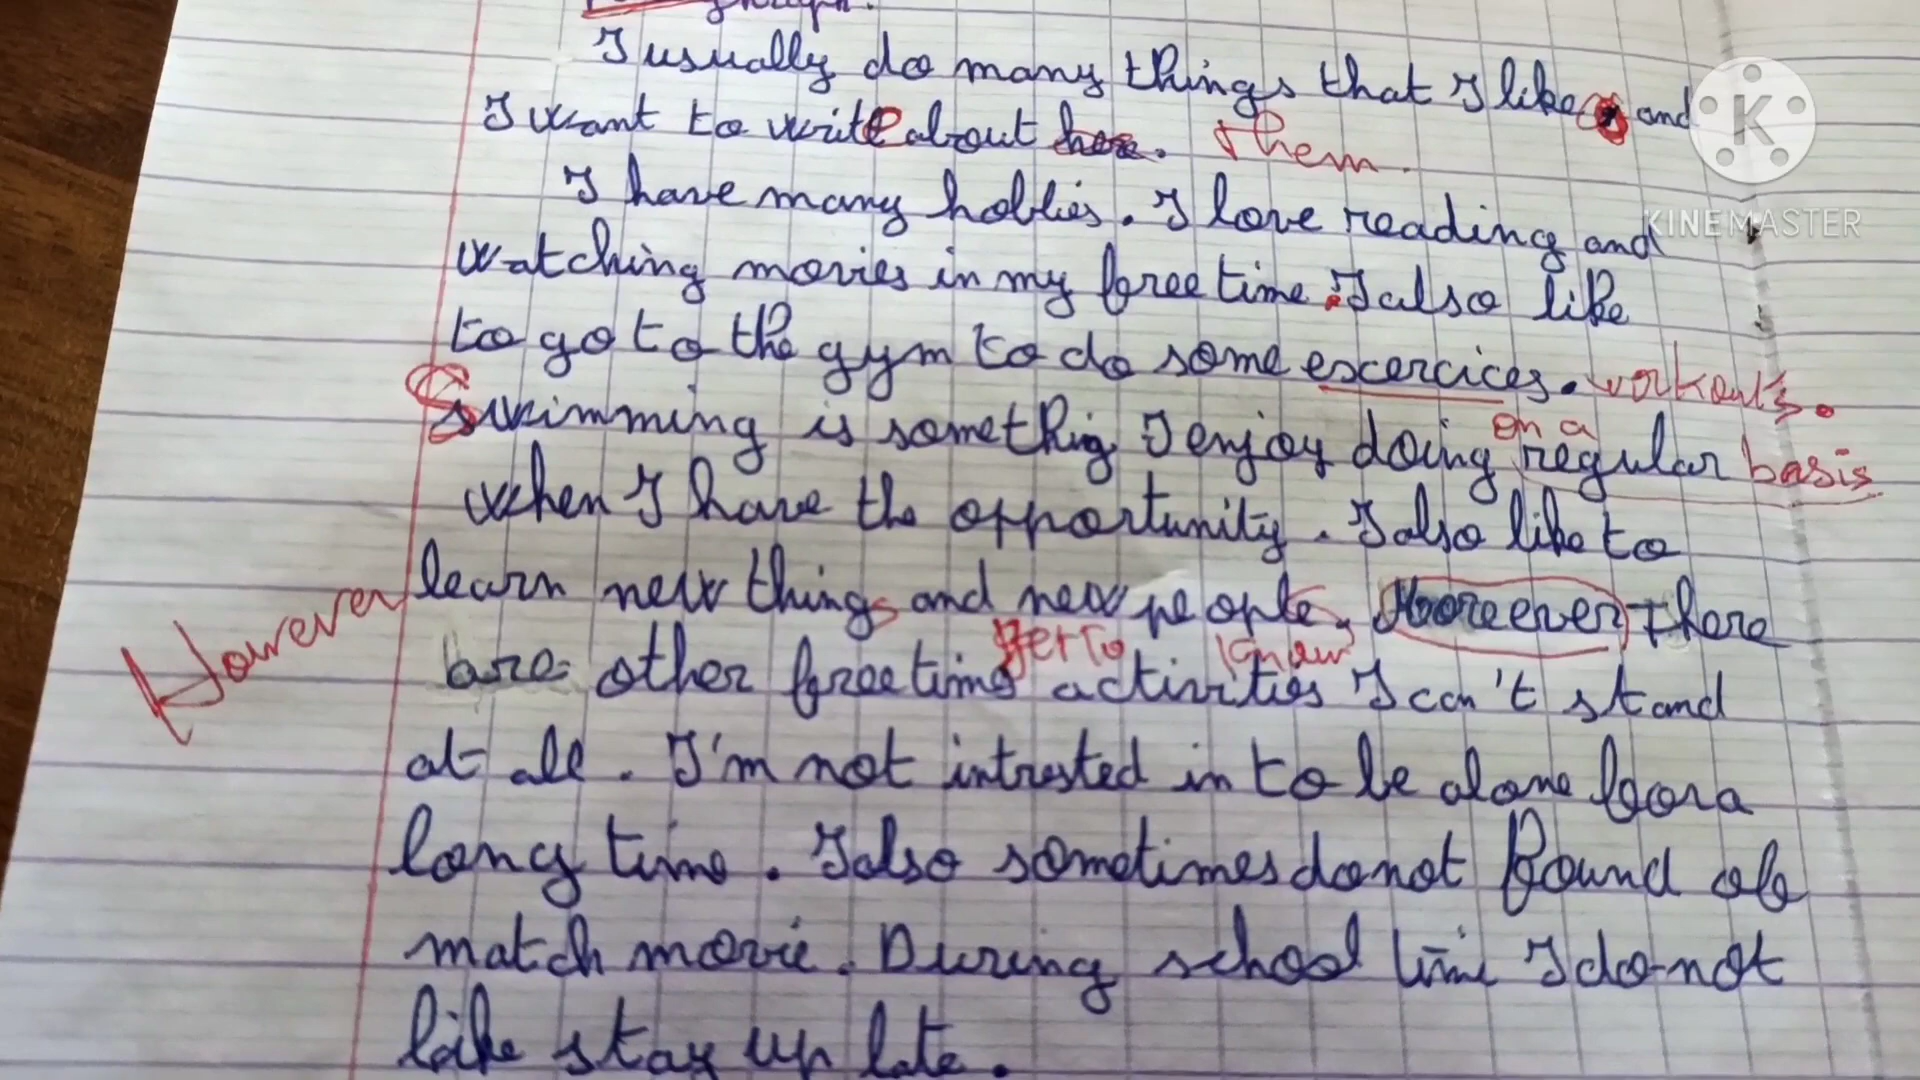 Paragraph.
I usually do many things that I like and
I want to write about her. them.
I have many hobbies. I love reading and
KINEMASTER
watching movies in my free time. I also like
to go to the gym to do some excercices. workouts.
on a
Swimming is something I enjoy doing regular basis
when I have the opportunity. I also like to
learn new things and new people. Moreever there
However
get to know
are other free time activities I can't stand
at all. I'm not intrested in to be alone for a
long time. I also sometimes do not found of
match movie. During school time I do not
like stay up late.